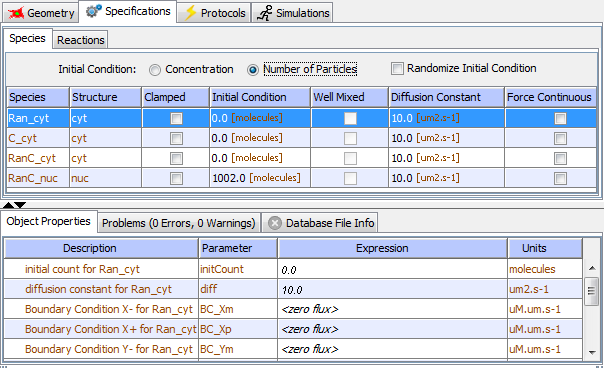 Geometry Specifications Protocols Simulations
Species Reactions
Initial Condition: Concentration Number of Particles Randomize Initial Condition
Species Structure Clamped Initial Condition Well Mixed Diffusion Constant Force Continuous
Ran_cyt cyt 0.0 [molecules] 10.0 [um2.s-1]
C_cyt cyt 0.0 [molecules] 10.0 [um2.s-1]
RanC_cyt cyt 0.0 [molecules] 10.0 [um2.s-1]
RanC_nuc nuc 1002.0 [molecules] 10.0 [um2.s-1]
Object Properties Problems (0 Errors, 0 Warnings) Database File Info
Description Parameter Expression Units
initial count for Ran_cyt initCount 0.0 molecules
diffusion constant for Ran_cyt diff 10.0 um2.s-1
Boundary Condition X- for Ran_cyt BC_Xm <zero flux> uM.um.s-1
Boundary Condition X+ for Ran_cyt BC_Xp <zero flux> uM.um.s-1
Boundary Condition Y- for Ran_cyt BC_Ym <zero flux> uM.um.s-1